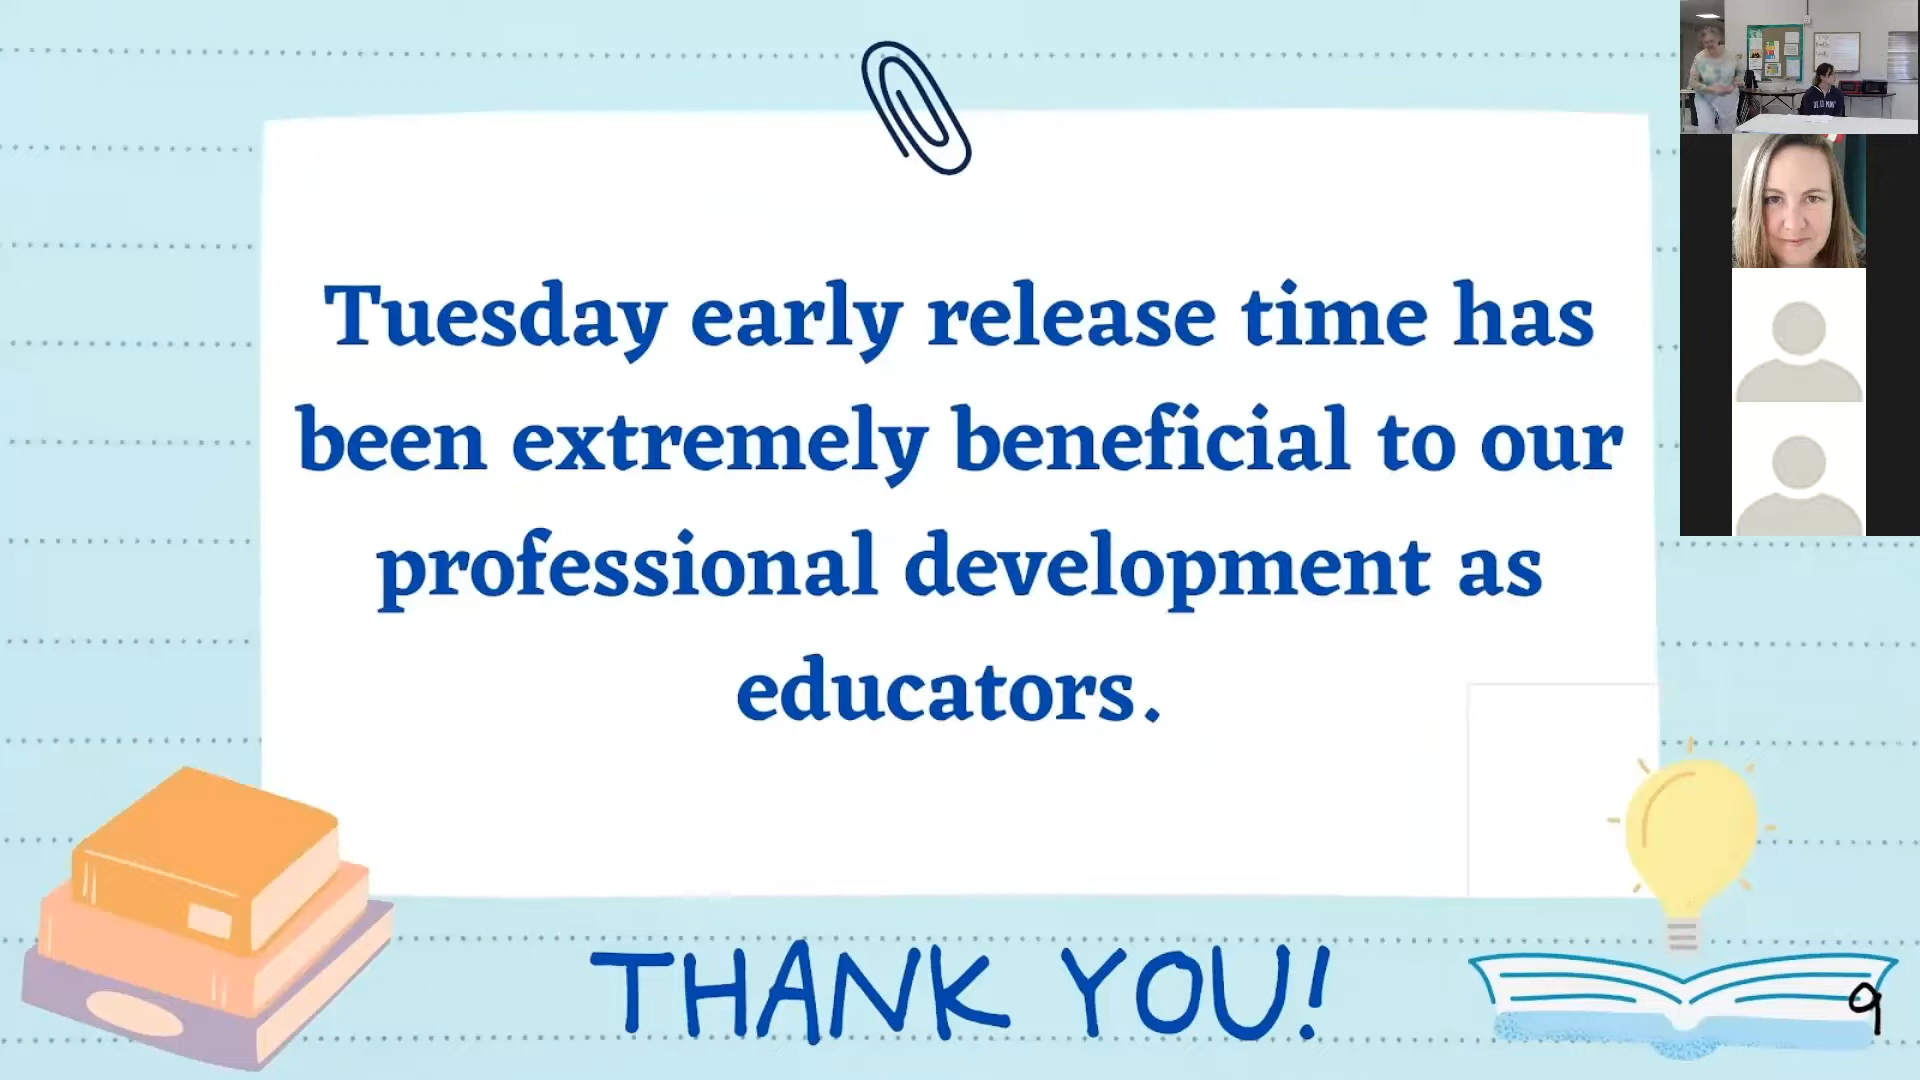 Tuesday early release time has
been extremely beneficial to our
professional development as
educators.
THANK YOU!
9